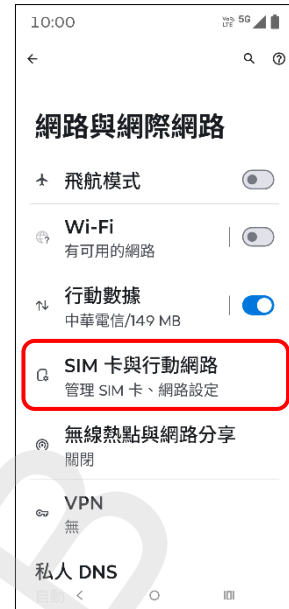 10:00
VoLTE 5G
網路與網際網路
飛航模式
Wi-Fi
有可用的網路
行動數據
中華電信/149 MB
SIM 卡與行動網路
管理 SIM 卡、網路設定
無線熱點與網路分享
關閉
VPN
無
私人 DNS
自動